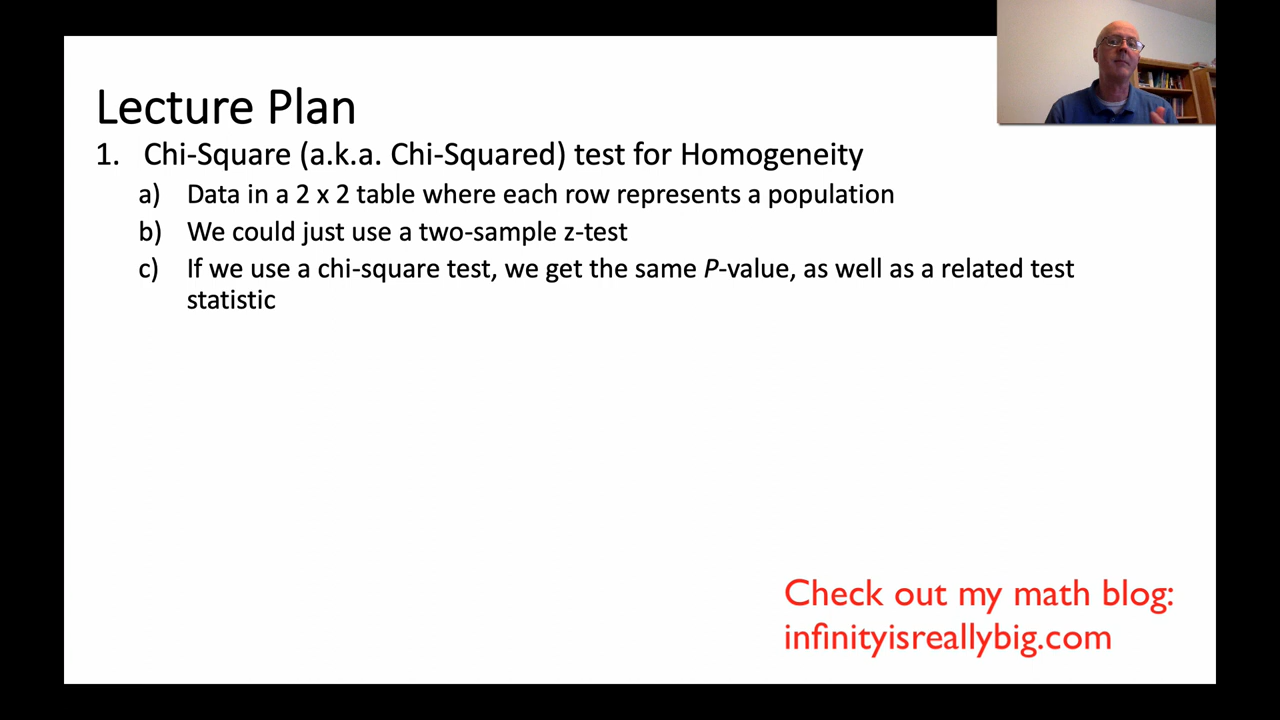 Lecture Plan
1. Chi-Square (a.k.a. Chi-Squared) test for Homogeneity
a) Data in a 2 x 2 table where each row represents a population
b) We could just use a two-sample z-test
c) If we use a chi-square test, we get the same P-value, as well as a related test
statistic
Check out my math blog:
infinityisreallybig.com